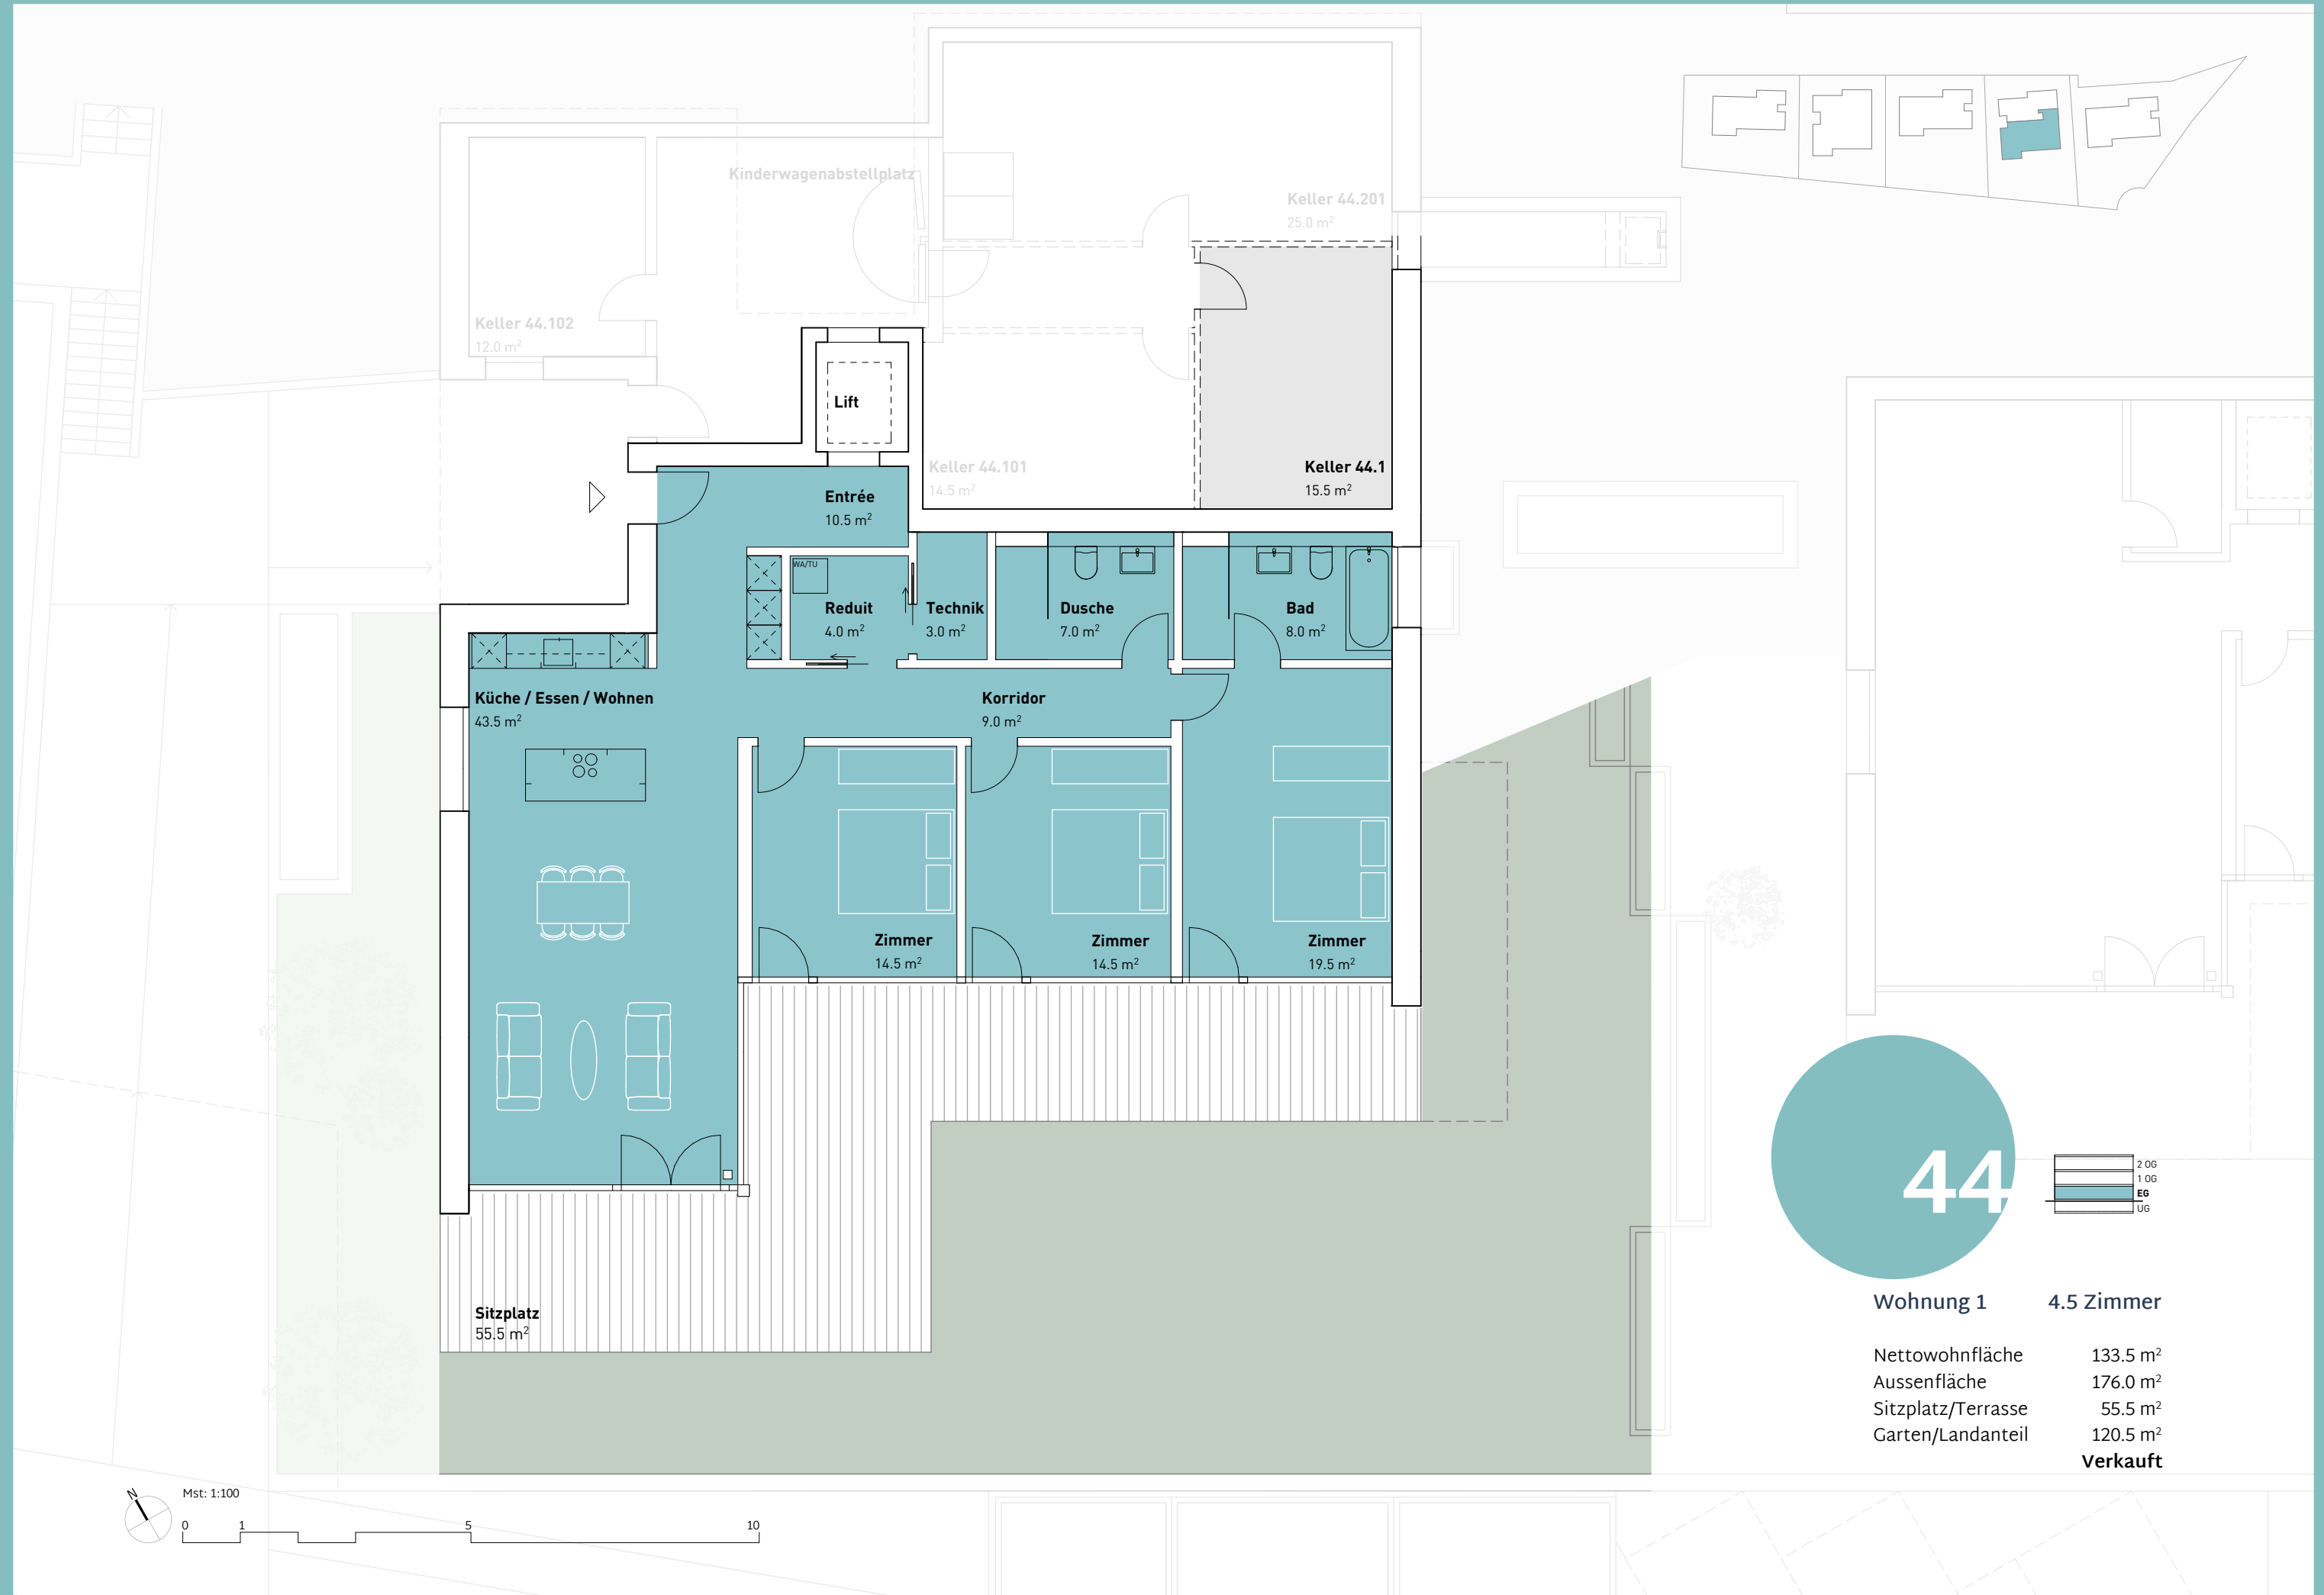 Kinderwagenabstellplatz
Keller 44.201
25.0 m²
Keller 44.102
12.0 m²
Lift
Keller 44.101
14.5 m²
Keller 44.1
15.5 m²
Entrée
10.5 m²
WA/TU
Reduit
4.0 m²
Technik
3.0 m²
Dusche
7.0 m²
Bad
8.0 m²
Küche / Essen / Wohnen
43.5 m²
Korridor
9.0 m²
Zimmer
14.5 m²
Zimmer
14.5 m²
Zimmer
19.5 m²
Sitzplatz
55.5 m²
44
2 OG
1 OG
EG
UG
Wohnung 1 4.5 Zimmer
Nettowohnfläche 133.5 m²
Aussenfläche 176.0 m²
Sitzplatz/Terrasse 55.5 m²
Garten/Landanteil 120.5 m²
Verkauft
N
Mst: 1:100
0 1 5 10